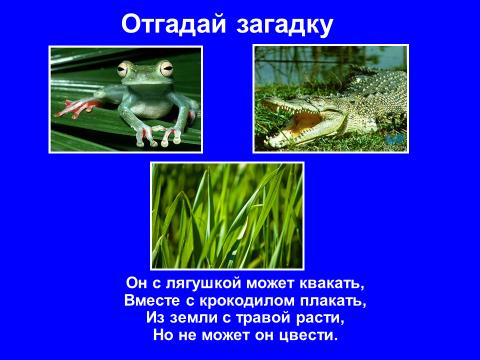 Отгадай загадку
Он с лягушкой может квакать,
Вместе с крокодилом плакать,
Из земли с травой расти,
Но не может он цвести.